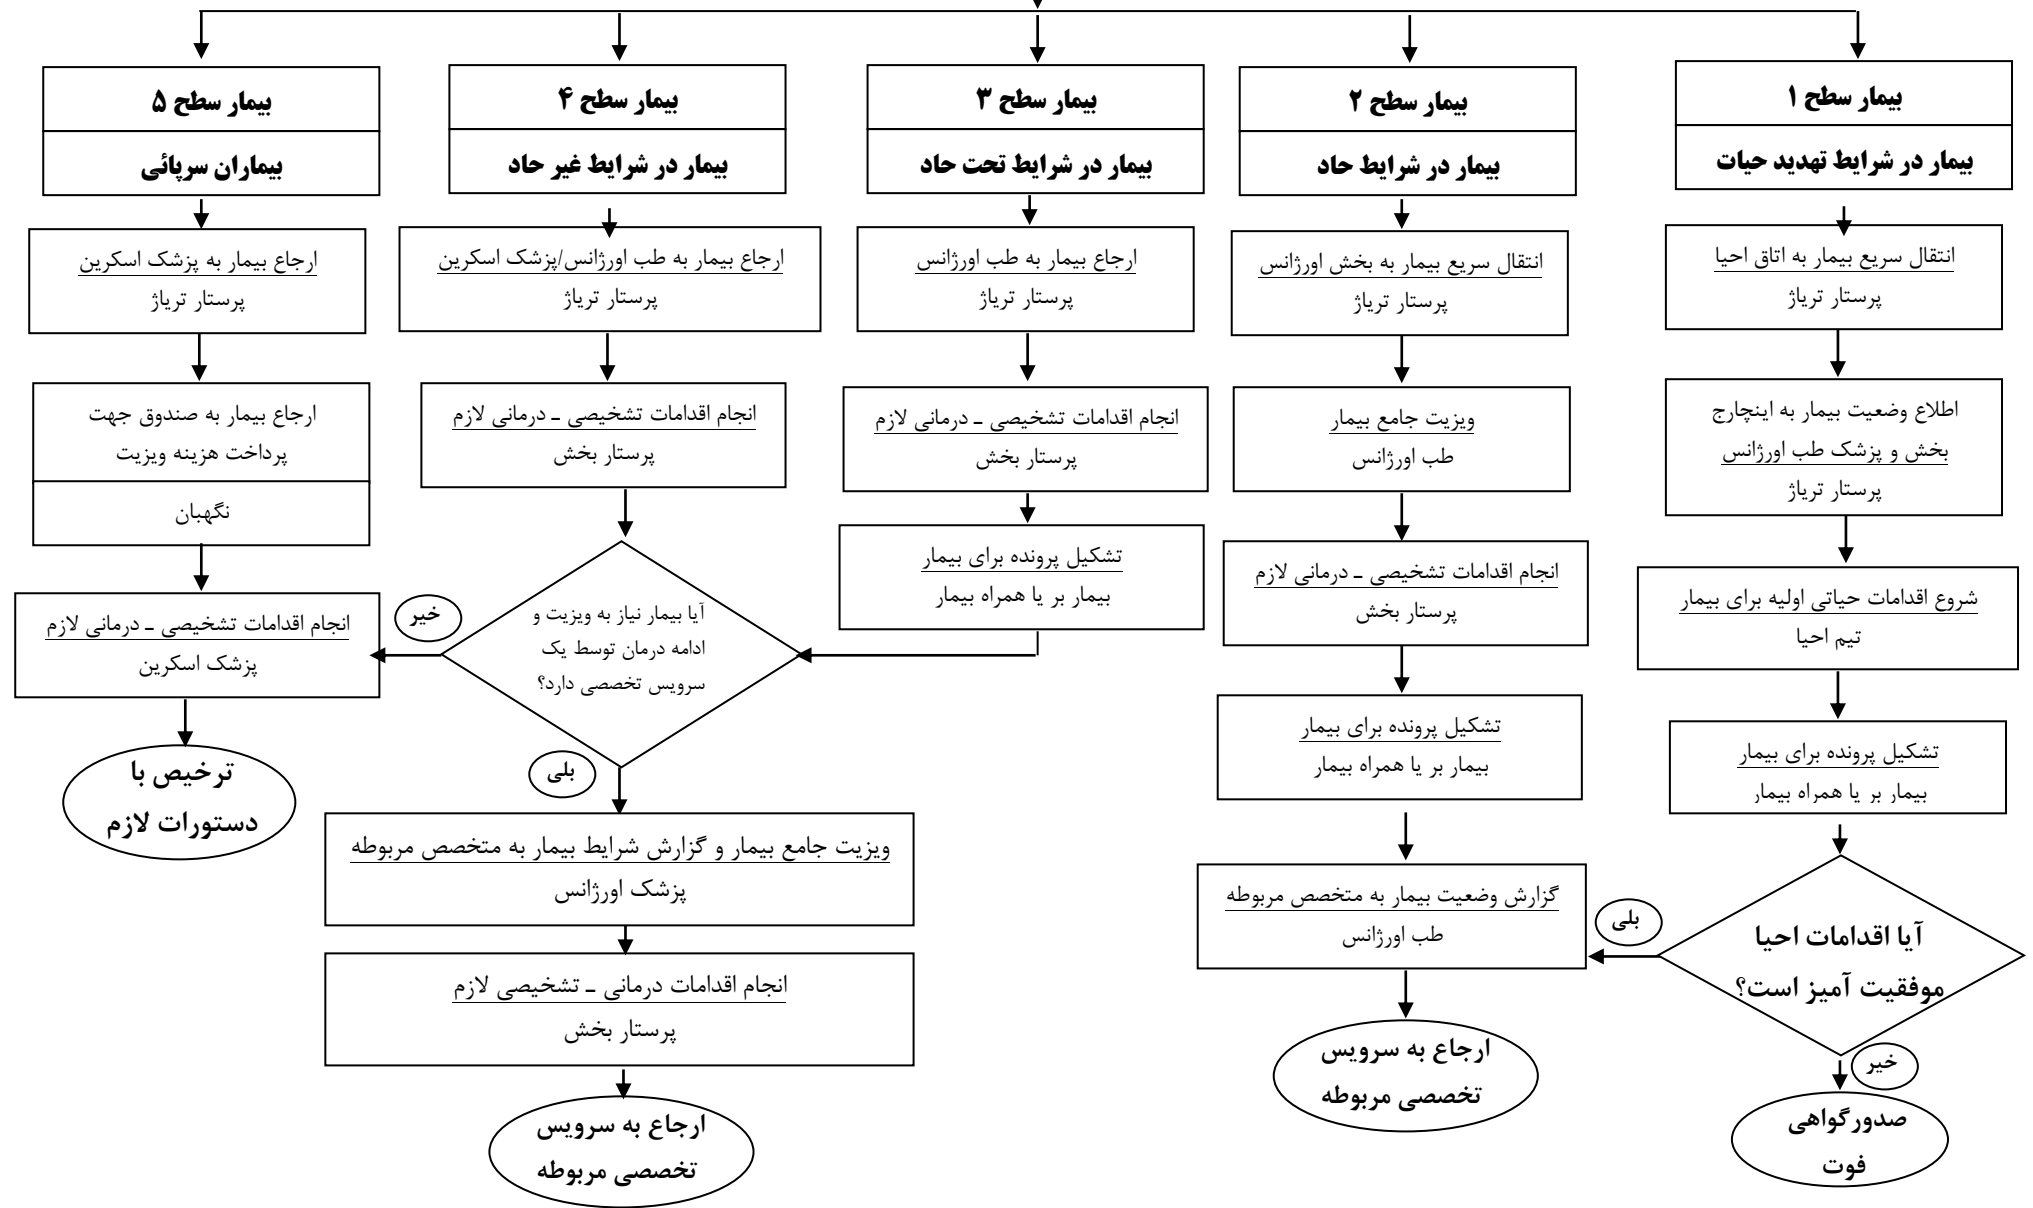 بیمار سطح ۱
بیمار در شرایط تهدید حیات
انتقال سریع بیمار به اتاق احیا
پرستار تریاژ
اطلاع وضعیت بیمار به اینچارج
بخش و پزشک طب اورژانس
پرستار تریاژ
شروع اقدامات حیاتی اولیه برای بیمار
تیم احیا
تشکیل پرونده برای بیمار
بیمار بر یا همراه بیمار
آیا اقدامات احیا
موفقیت آمیز است؟
بلی
خیر
صدورگواهی
فوت
بیمار سطح ۲
بیمار در شرایط حاد
انتقال سریع بیمار به بخش اورژانس
پرستار تریاژ
ویزیت جامع بیمار
طب اورژانس
انجام اقدامات تشخیصی ـ درمانی لازم
پرستار بخش
تشکیل پرونده برای بیمار
بیمار بر یا همراه بیمار
گزارش وضعیت بیمار به متخصص مربوطه
طب اورژانس
ارجاع به سرویس
تخصصی مربوطه
بیمار سطح ۳
بیمار در شرایط تحت حاد
ارجاع بیمار به طب اورژانس
پرستار تریاژ
انجام اقدامات تشخیصی ـ درمانی لازم
پرستار بخش
تشکیل پرونده برای بیمار
بیمار بر یا همراه بیمار
بیمار سطح ۴
بیمار در شرایط غیر حاد
ارجاع بیمار به طب اورژانس/پزشک اسکرین
پرستار تریاژ
انجام اقدامات تشخیصی ـ درمانی لازم
پرستار بخش
آیا بیمار نیاز به ویزیت و
ادامه درمان توسط یک
سرویس تخصصی دارد؟
خیر
بلی
ویزیت جامع بیمار و گزارش شرایط بیمار به متخصص مربوطه
پزشک اورژانس
انجام اقدامات درمانی ـ تشخیصی لازم
پرستار بخش
ارجاع به سرویس
تخصصی مربوطه
بیمار سطح ۵
بیماران سرپائی
ارجاع بیمار به پزشک اسکرین
پرستار تریاژ
ارجاع بیمار به صندوق جهت
پرداخت هزینه ویزیت
نگهبان
انجام اقدامات تشخیصی ـ درمانی لازم
پزشک اسکرین
ترخیص با
دستورات لازم